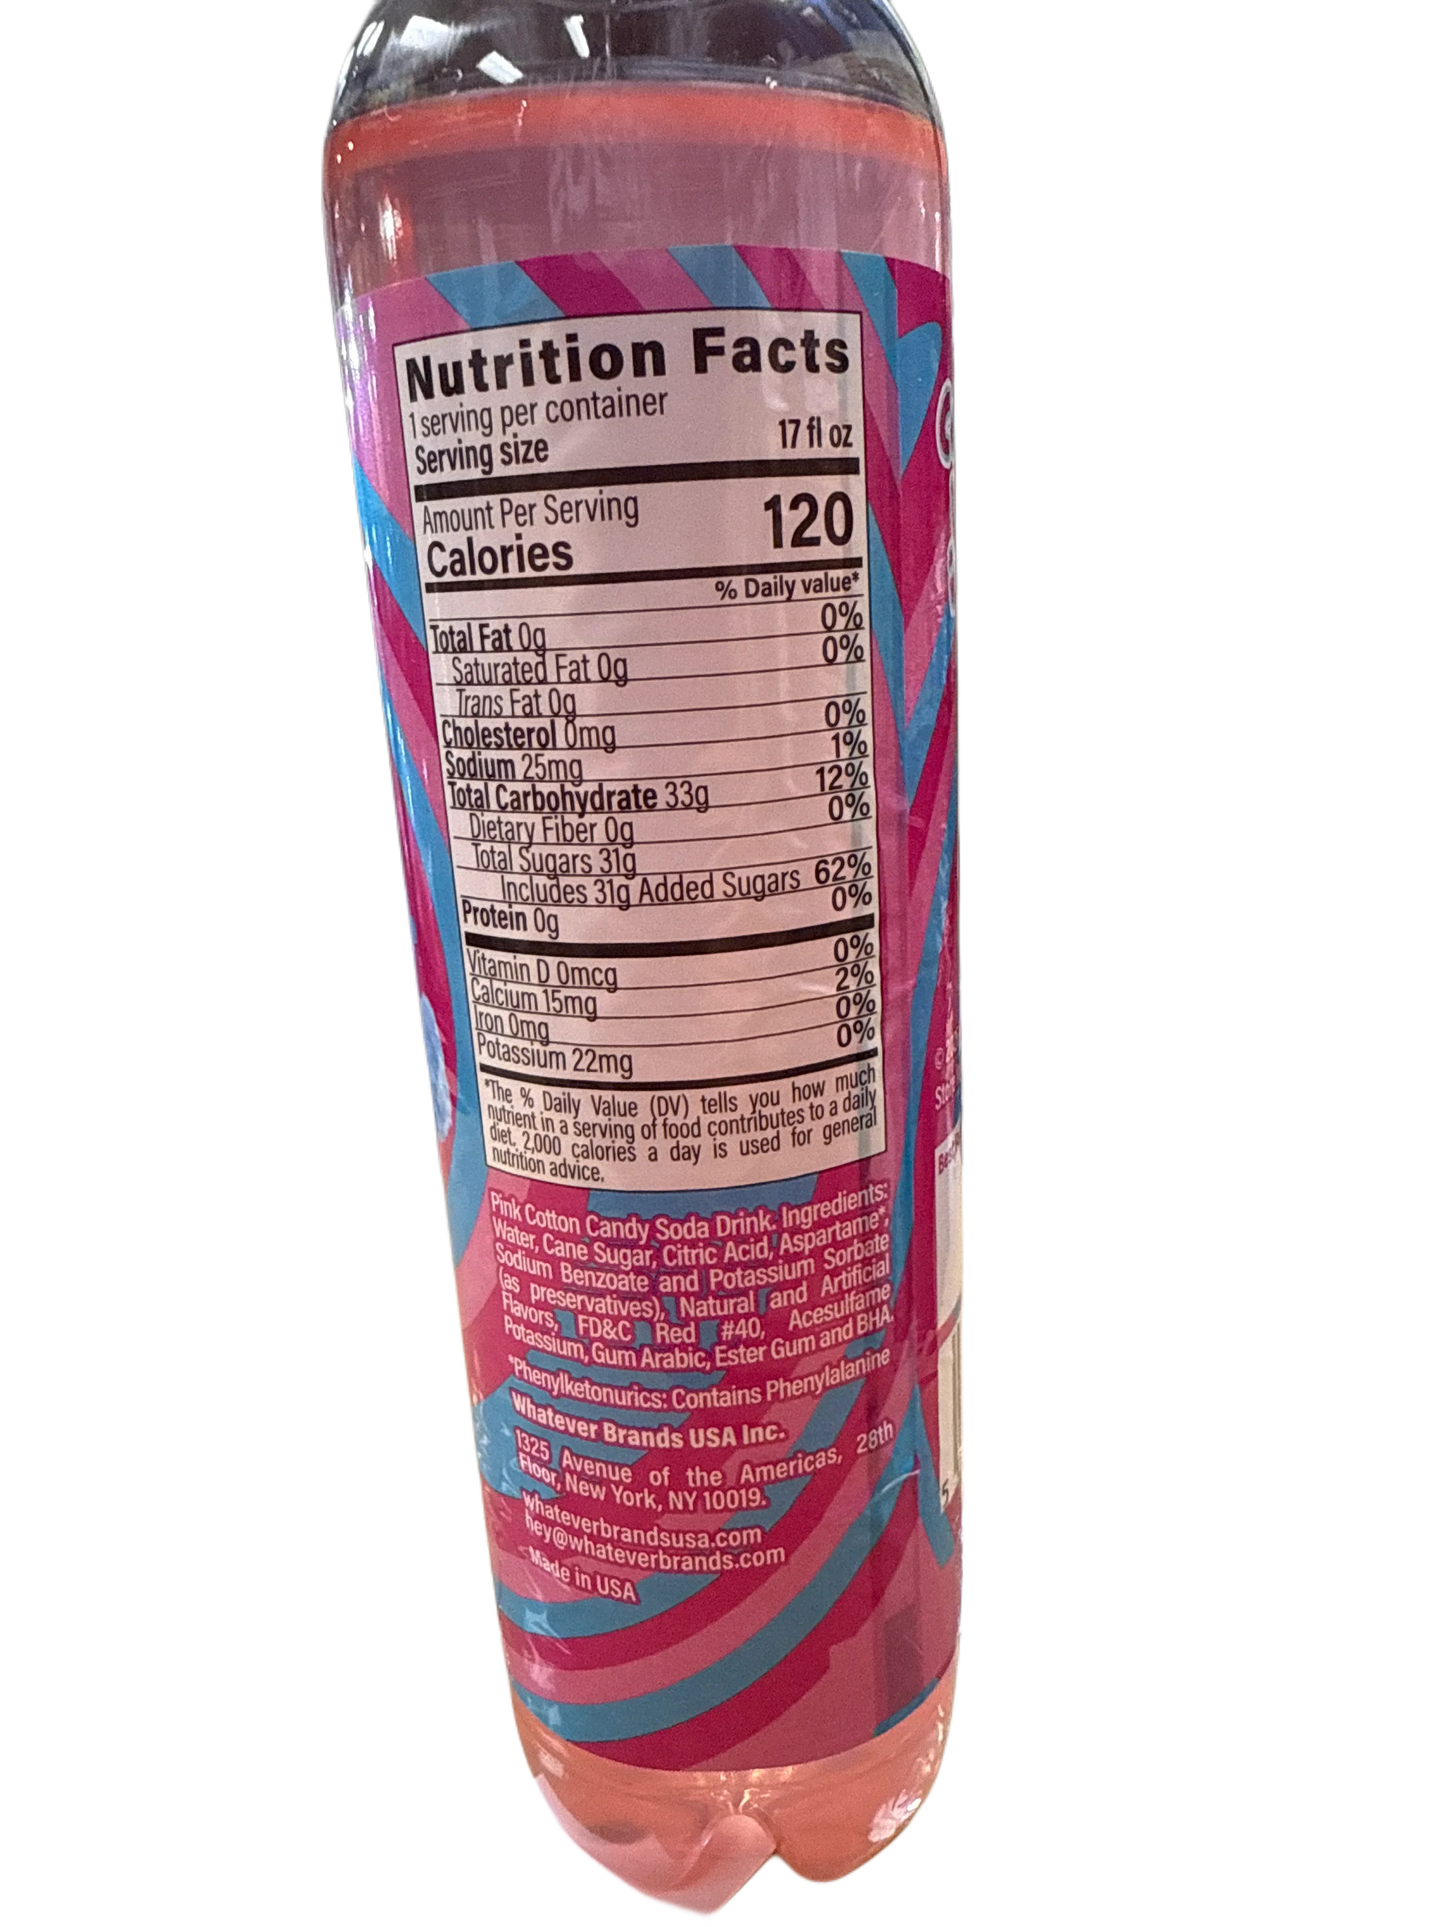 Nutrition Facts
1 serving per container
Serving size 17 fl oz
Amount Per Serving
Calories 120
% Daily value*
Total Fat 0g 0%
Saturated Fat 0g 0%
Trans Fat 0g
Cholesterol 0mg 0%
Sodium 25mg 1%
Total Carbohydrate 33g 12%
Dietary Fiber 0g 0%
Total Sugars 31g
Includes 31g Added Sugars 62%
Protein 0g 0%
Vitamin D 0mcg 0%
Calcium 15mg 2%
Iron 0mg 0%
Potassium 22mg 0%
*The % Daily Value (DV) tells you how much
nutrient in a serving of food contributes to a daily
diet. 2,000 calories a day is used for general
nutrition advice.
Pink Cotton Candy Soda Drink. Ingredients:
Water, Cane Sugar, Citric Acid, Aspartame*,
Sodium Benzoate and Potassium Sorbate
(as preservatives), Natural and Artificial
Flavors, FD&C Red #40, Acesulfame
Potassium, Gum Arabic, Ester Gum and BHA.
*Phenylketonurics: Contains Phenylalanine
Whatever Brands USA Inc.
1325 Avenue of the Americas, 28th
Floor, New York, NY 10019.
whateverbrandsusa.com
hey@whateverbrands.com
Made in USA